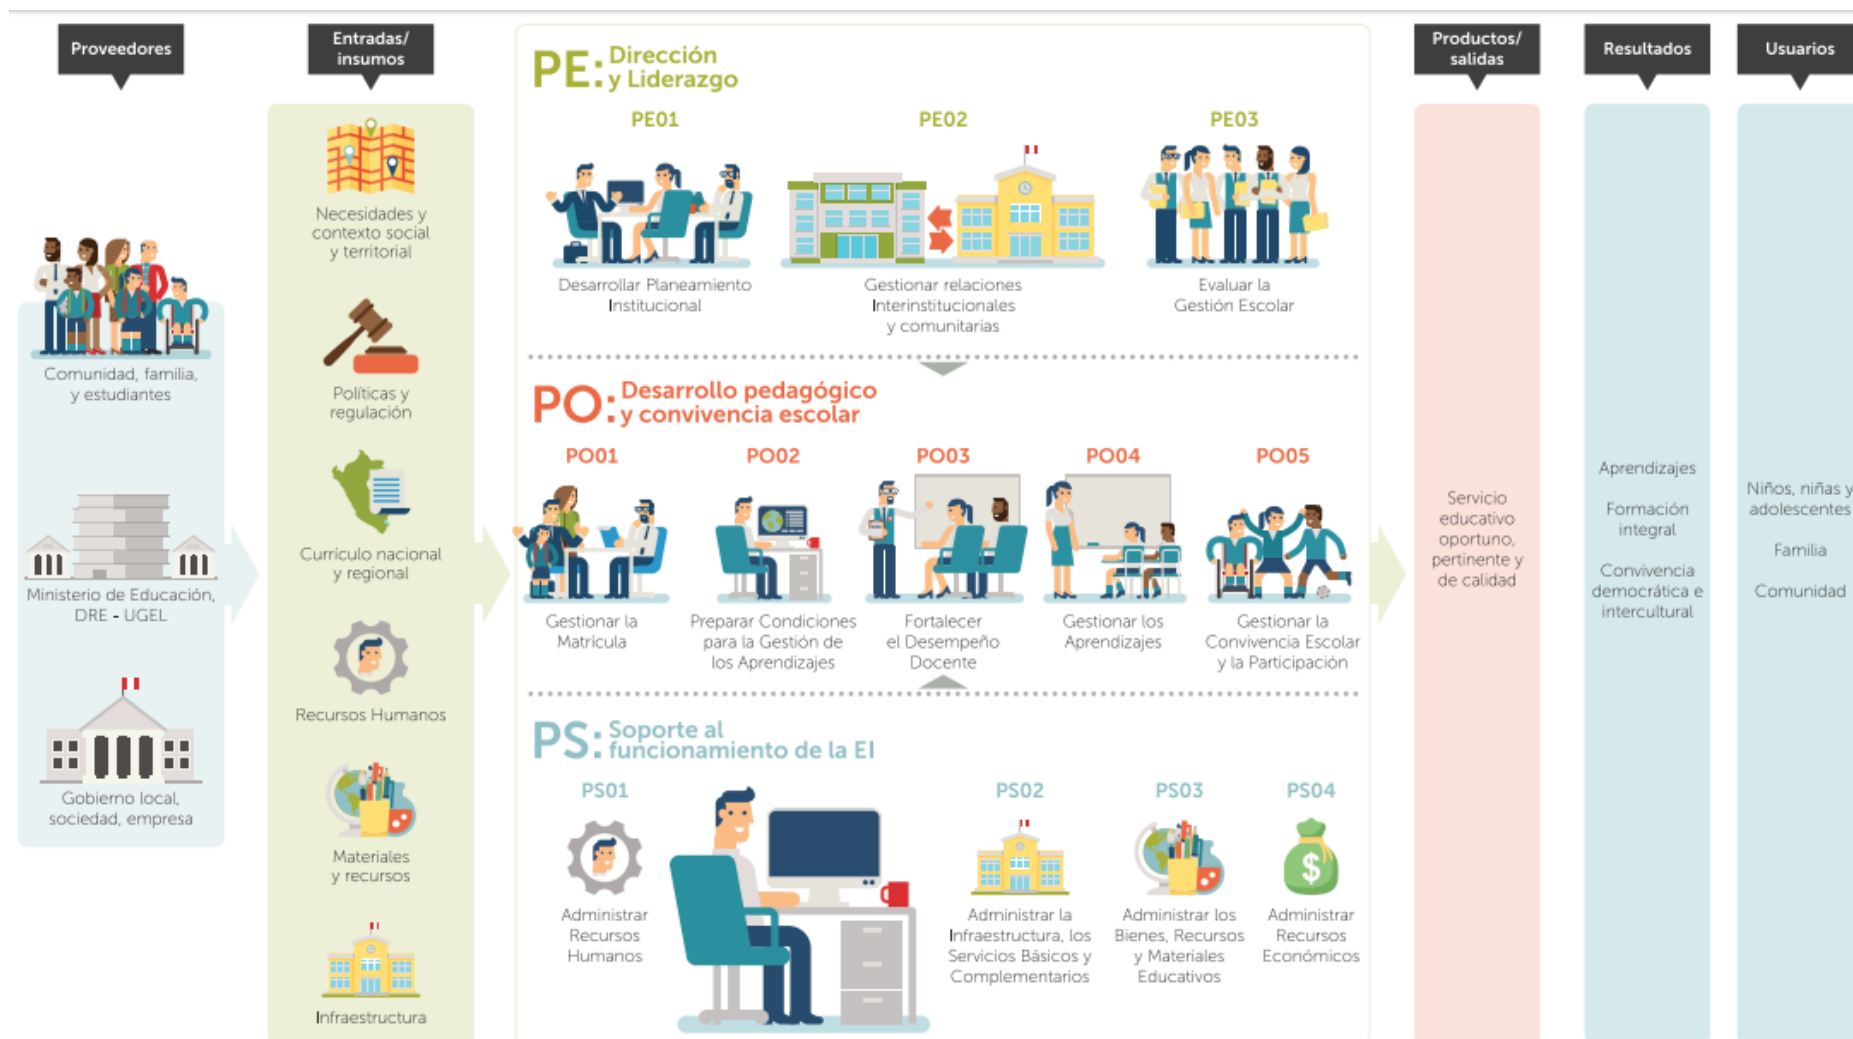 Proveedores
Comunidad, familia,
y estudiantes
Ministerio de Educación,
DRE - UGEL
Gobierno local,
sociedad, empresa
Entradas/
insumos
Necesidades y
contexto social
y territorial
Políticas y
regulación
Currículo nacional
y regional
Recursos Humanos
Materiales
y recursos
Infraestructura
PE: Dirección
y Liderazgo
PE01
Desarrollar Planeamiento
Institucional
PE02
Gestionar relaciones
Interinstitucionales
y comunitarias
PE03
Evaluar la
Gestión Escolar
PO: Desarrollo pedagógico
y convivencia escolar
PO01
Gestionar la
Matrícula
PO02
Preparar Condiciones
para la Gestión de
los Aprendizajes
PO03
Fortalecer
el Desempeño
Docente
PO04
Gestionar los
Aprendizajes
PO05
Gestionar la
Convivencia Escolar
y la Participación
PS: Soporte al
funcionamiento de la EI
PS01
Administrar
Recursos
Humanos
PS02
Administrar la
Infraestructura, los
Servicios Básicos y
Complementarios
PS03
Administrar los
Bienes, Recursos
y Materiales
Educativos
PS04
$
Administrar
Recursos
Económicos
Productos/
salidas
Servicio
educativo
oportuno,
pertinente y
de calidad
Resultados
Aprendizajes
Formación
integral
Convivencia
democrática e
intercultural
Usuarios
Niños, niñas y
adolescentes
Familia
Comunidad